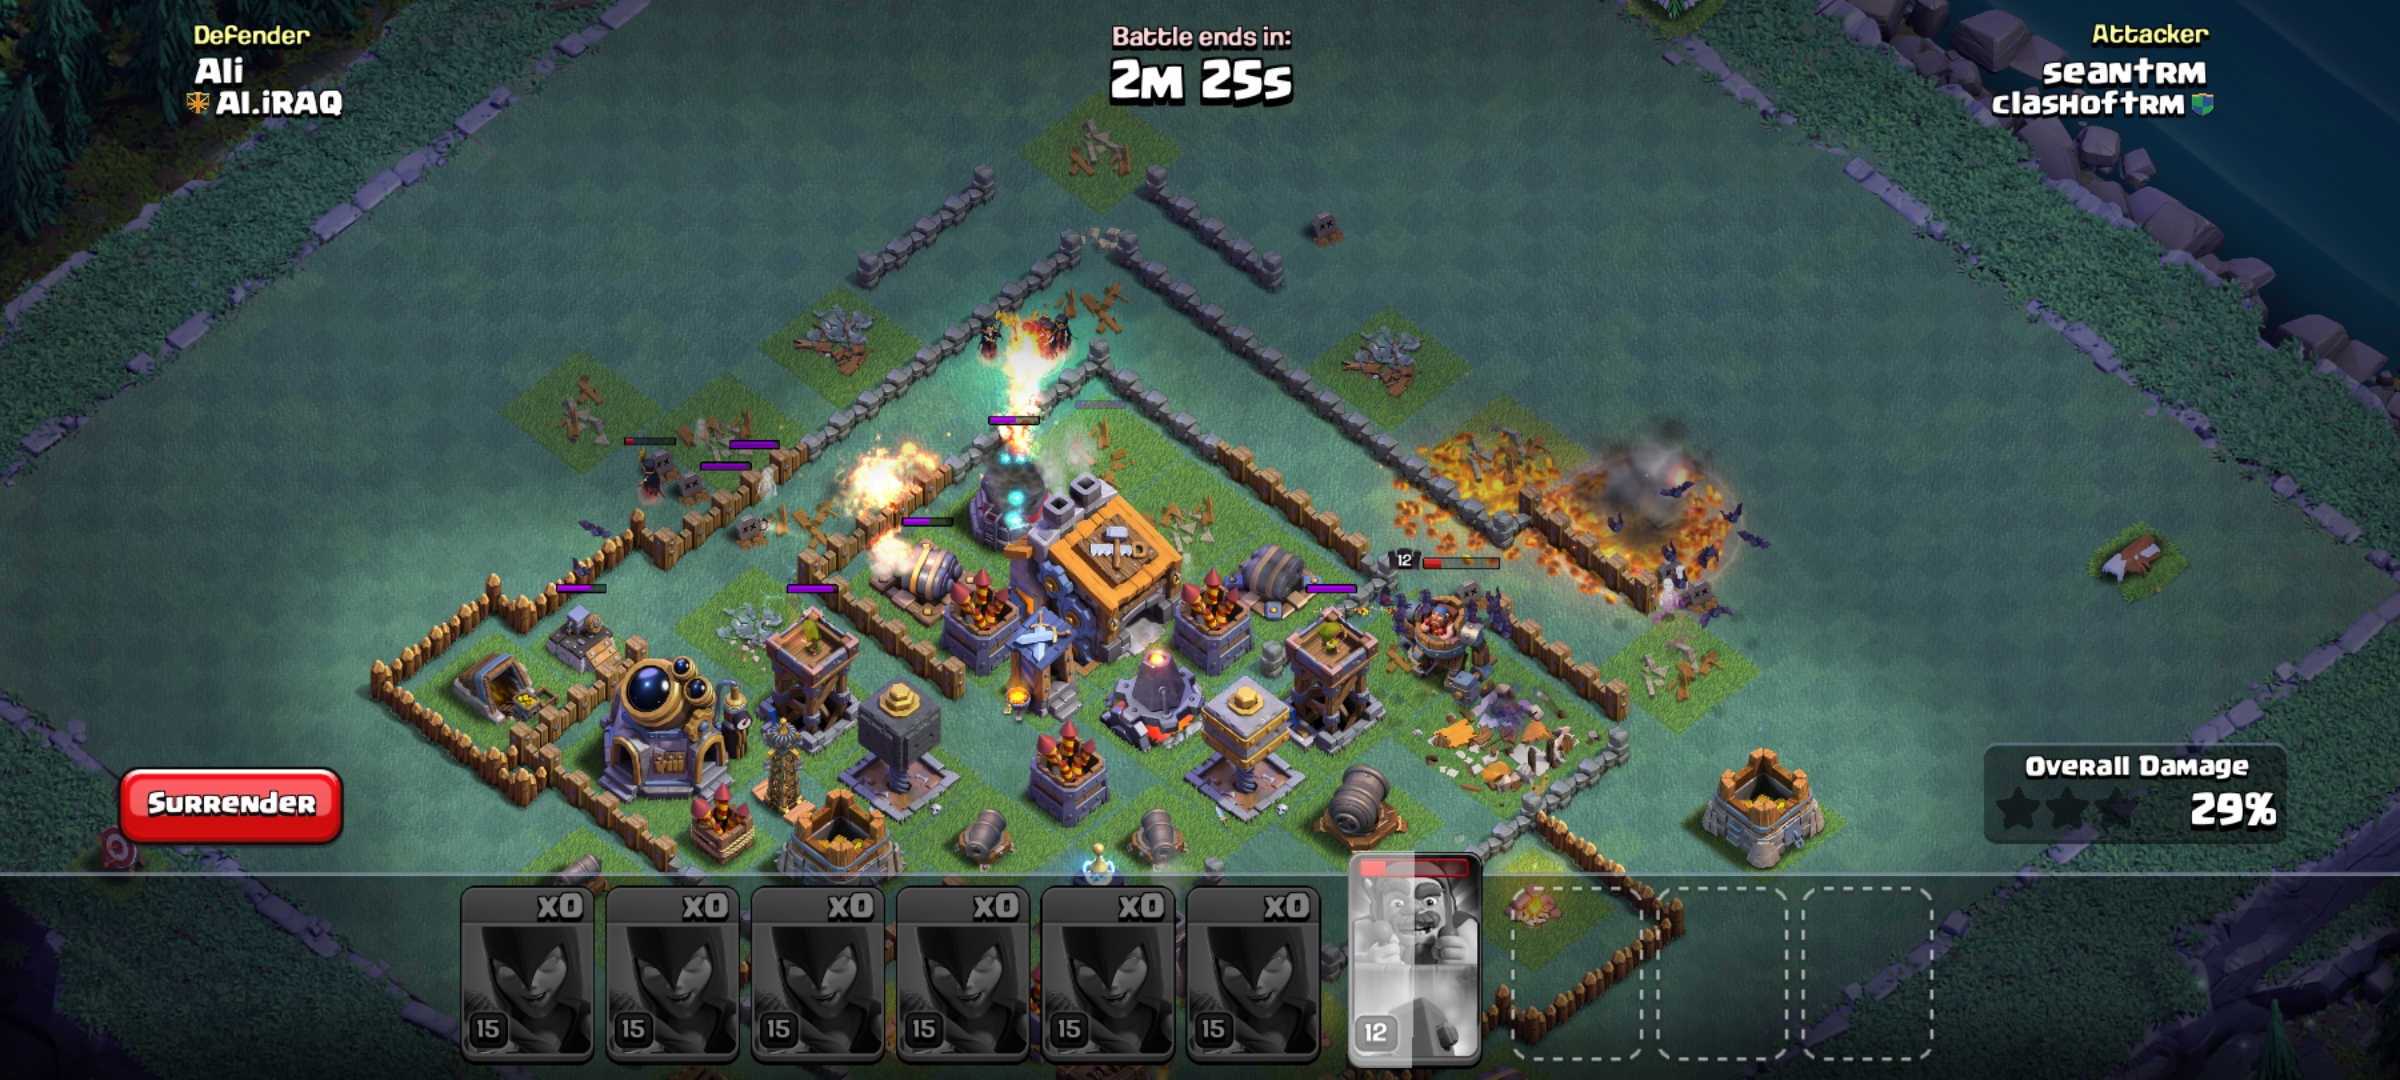 Defender
Ali
Al.iRAQ
Battle ends in:
2M 25s
Attacker
seantRM
clashoftRM
12
Surrender
Overall Damage
29%
x0
x0
x0
x0
x0
x0
15
15
15
15
15
15
12